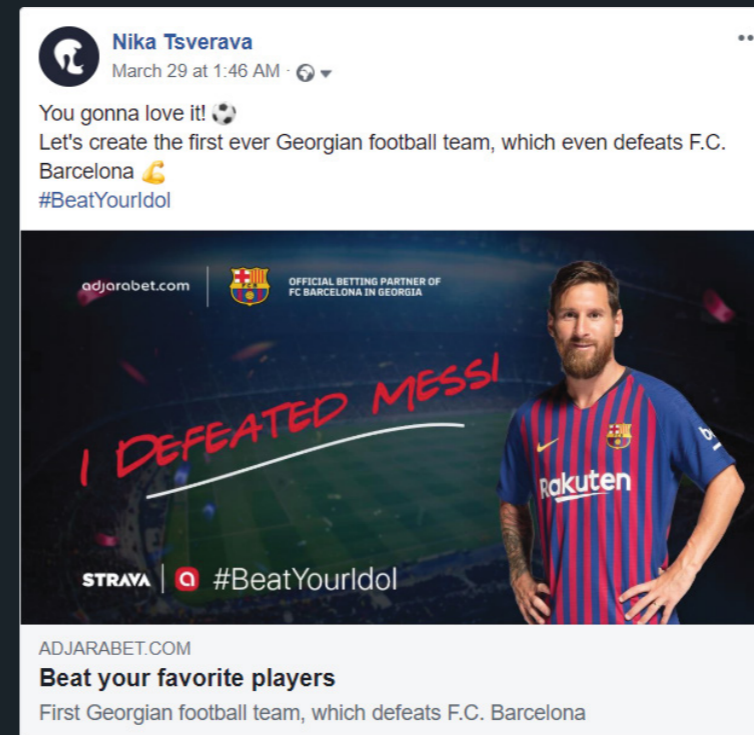 Nika Tsverava
March 29 at 1:46 AM ·
You gonna love it!
Let's create the first ever Georgian football team, which even defeats F.C.
Barcelona
#BeatYourIdol
adjarabet.com
FCB
OFFICIAL BETTING PARTNER OF
FC BARCELONA IN GEORGIA
I DEFEATED MESSI
Rakuten
STRAVA | a #BeatYourIdol
ADJARABET.COM
Beat your favorite players
First Georgian football team, which defeats F.C. Barcelona